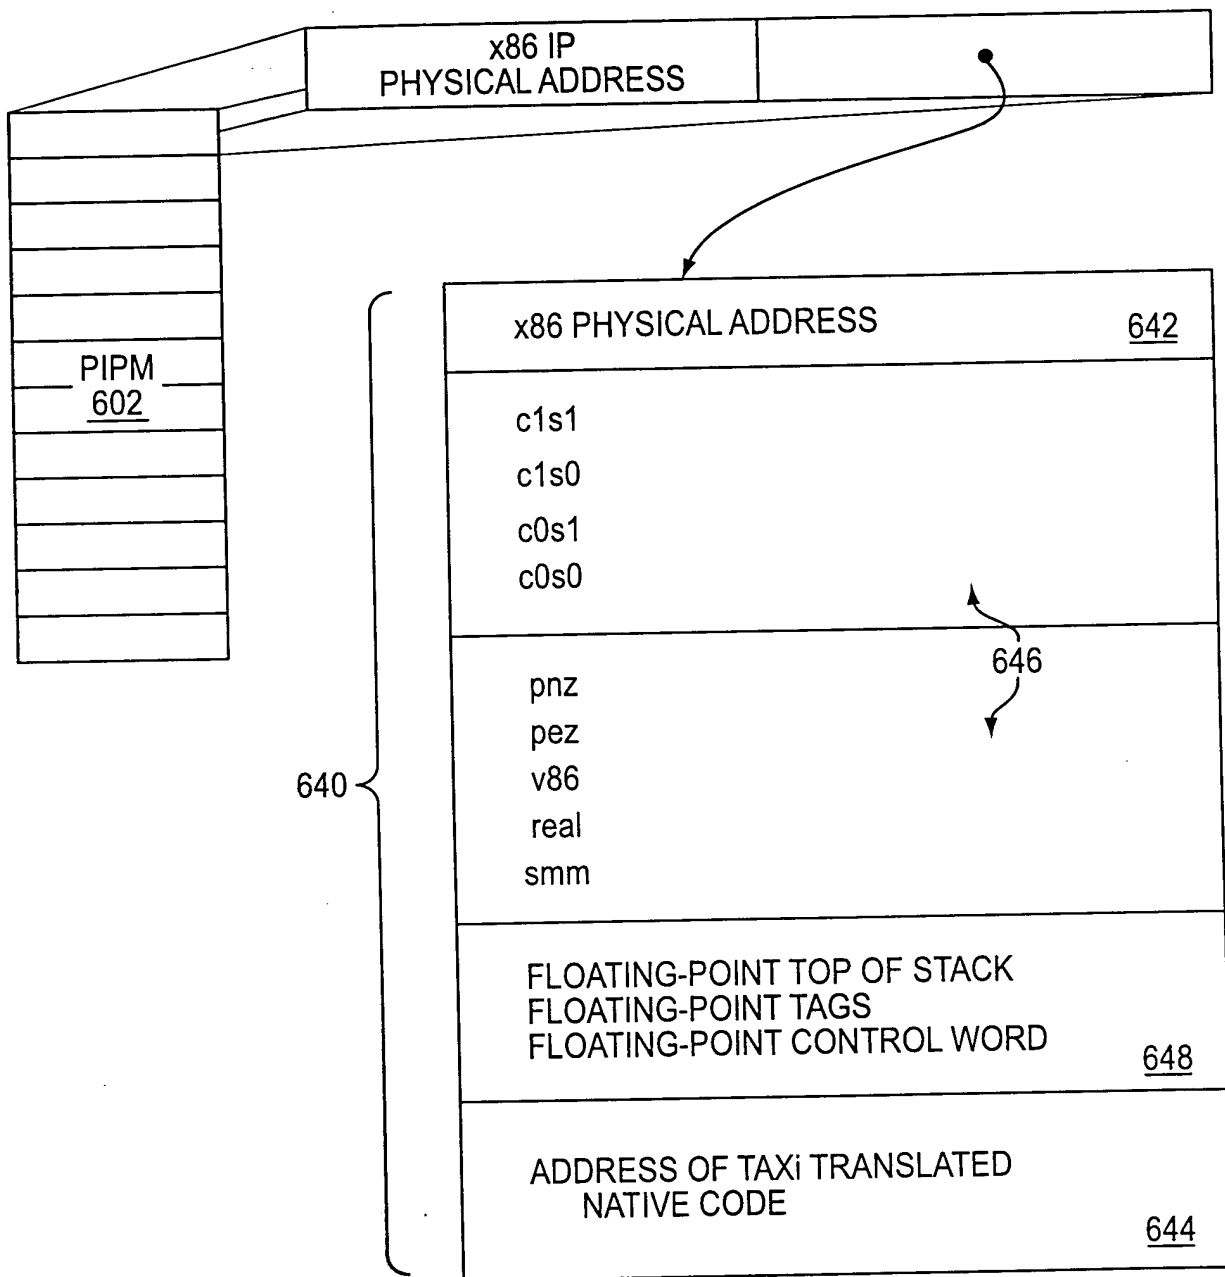 x86 IP
PHYSICAL ADDRESS
PIPM
602
x86 PHYSICAL ADDRESS 642
c1s1
c1s0
c0s1
c0s0
646
pnz
pez
v86
real
smm
640
FLOATING-POINT TOP OF STACK
FLOATING-POINT TAGS
FLOATING-POINT CONTROL WORD
648
ADDRESS OF TAXi TRANSLATED
NATIVE CODE
644